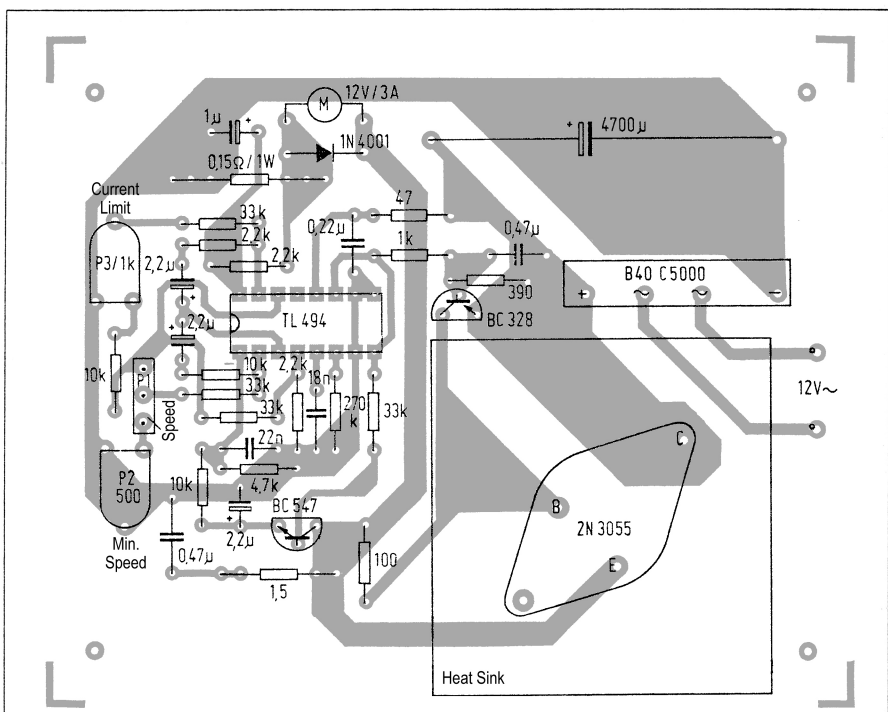 12V/3A
M
1µ
+
1N 4001
+
4700µ
0,15Ω/1W
Current
Limit
33k
47
2,2k
0,22µ
0,47µ
P3/1k
2,2µ
2,2k
1k
B40 C5000
+
390
+ ~ ~ −
2,2µ
+
TL 494
BC 328
2,2k
10k
10k
18n
P1
12V~
33k
270
k
33k
33k
Speed
22n
C
P2
500
10k
4,7k
B
BC 547
2N 3055
Min.
Speed
2,2µ
+
0,47µ
100
E
1,5
Heat Sink